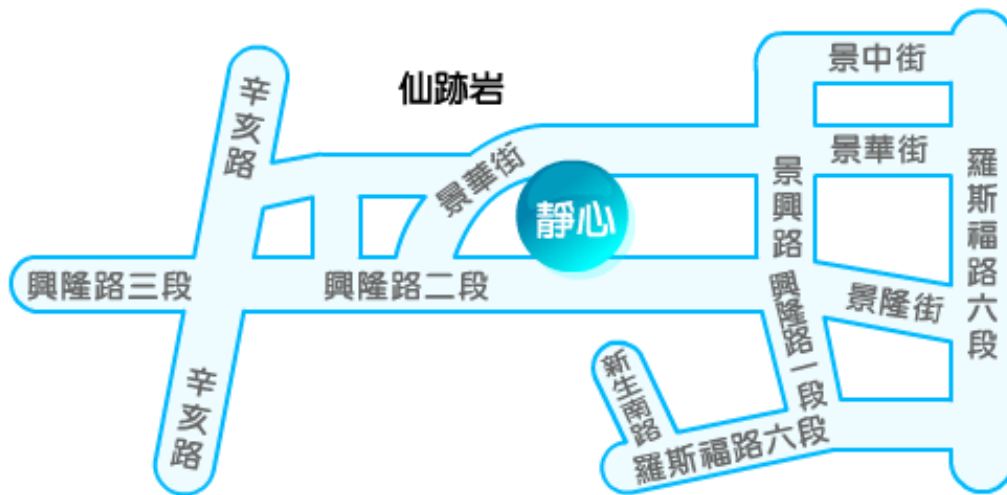 景中街
仙跡岩
辛亥路
景華街
景華街
羅斯福路六段
景興路
靜心
興隆路三段
興隆路二段
景隆街
興隆路一段
新生南路
辛亥路
羅斯福路六段